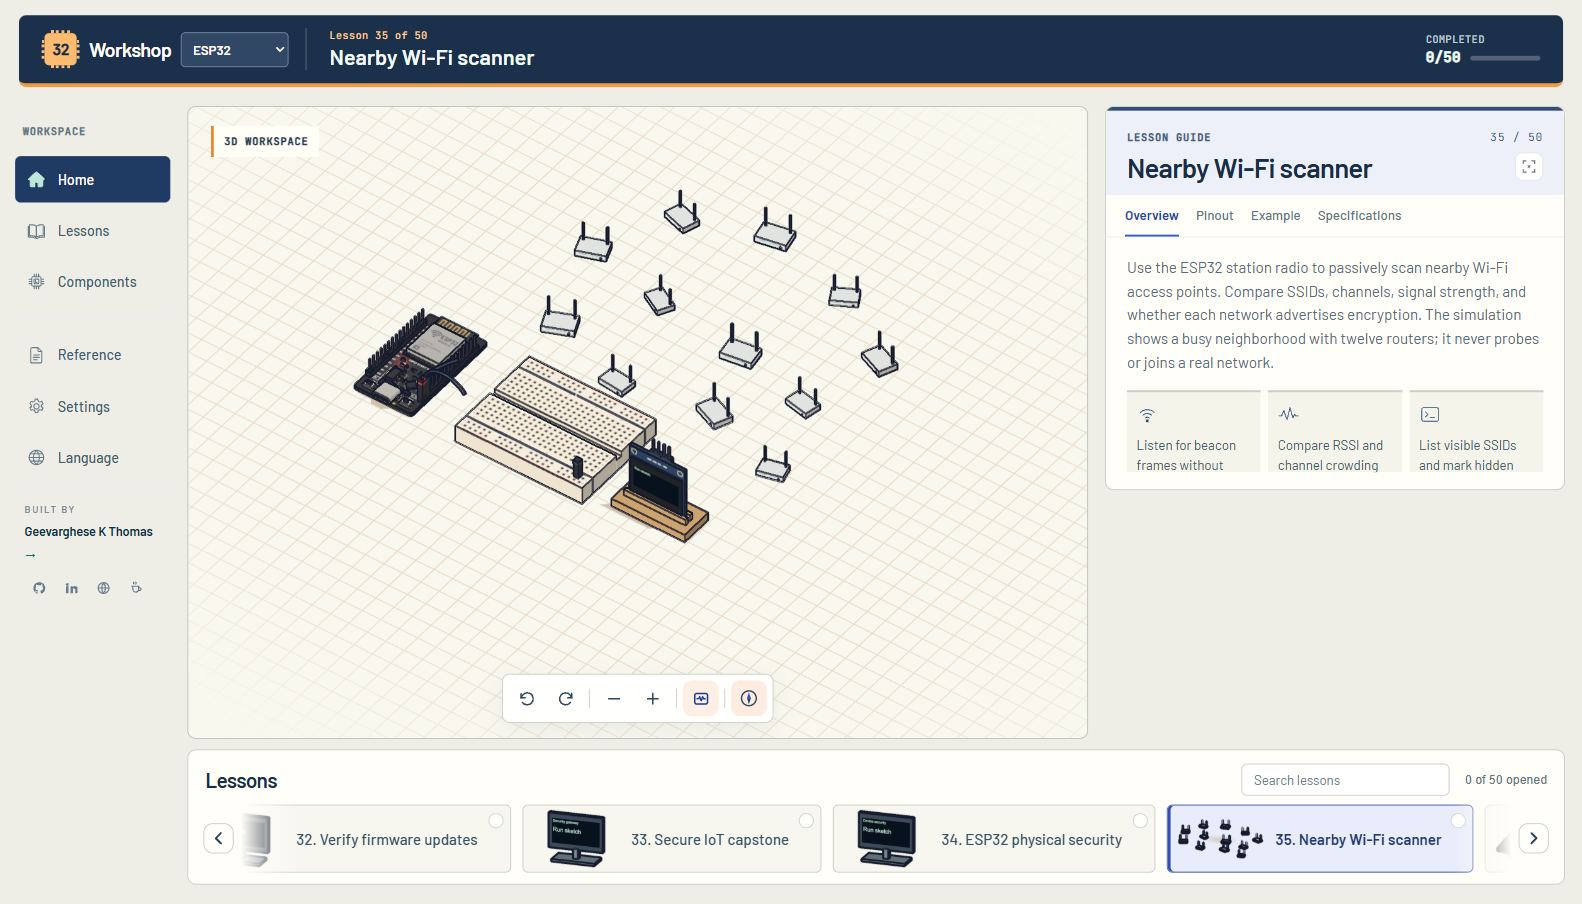 32
Workshop
ESP32
Lesson 35 of 50
Nearby Wi-Fi scanner
COMPLETED
0/50
WORKSPACE
Home
Lessons
Components
Reference
Settings
Language
BUILT BY
Geevarghese K Thomas
→
3D WORKSPACE
LESSON GUIDE
35 / 50
Nearby Wi-Fi scanner
Overview Pinout Example Specifications
Use the ESP32 station radio to passively scan nearby Wi-Fi
access points. Compare SSIDs, channels, signal strength, and
whether each network advertises encryption. The simulation
shows a busy neighborhood with twelve routers; it never probes
or joins a real network.
Listen for beacon
frames without
Compare RSSI and
channel crowding
List visible SSIDs
and mark hidden
Lessons
Search lessons
0 of 50 opened
32. Verify firmware updates
Run sketch
33. Secure IoT capstone
Run sketch
34. ESP32 physical security
35. Nearby Wi-Fi scanner